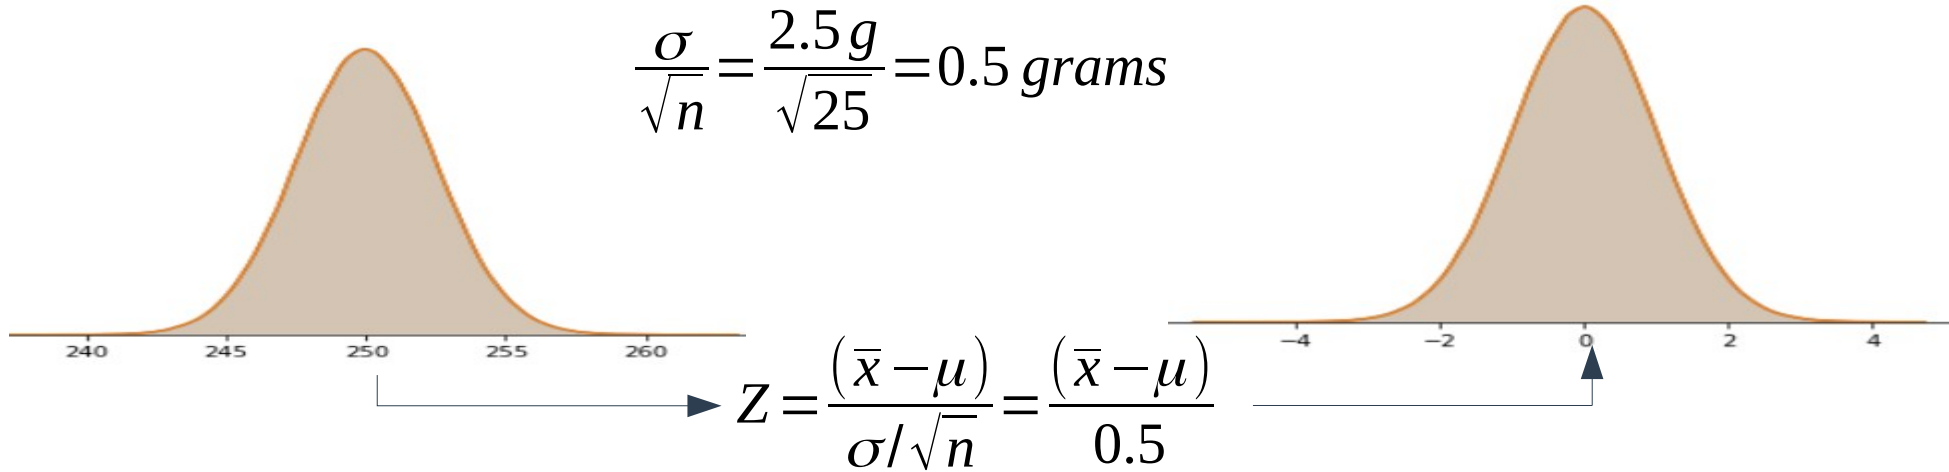 σ/√n = 2.5 g/√25 = 0.5 grams
240 245 250 255 260
−4 −2 0 2 4
Z = (x̅ − μ)/(σ/√n) = (x̅ − μ)/0.5